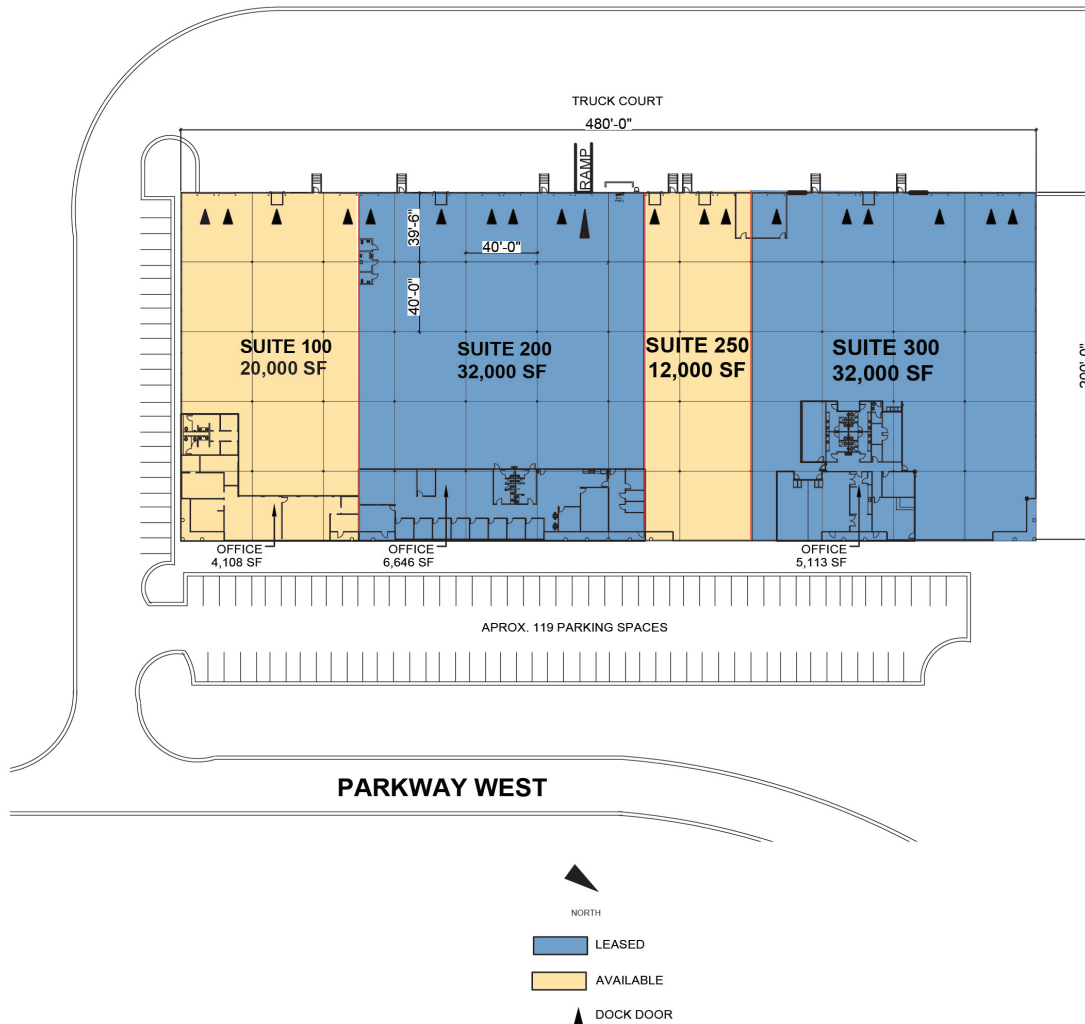 TRUCK COURT
480'-0"
RAMP
39'-6"
40'-0"
40'-0"
SUITE 100
20,000 SF
SUITE 200
32,000 SF
SUITE 250
12,000 SF
SUITE 300
32,000 SF
OFFICE
4,108 SF
OFFICE
6,646 SF
OFFICE
5,113 SF
APROX. 119 PARKING SPACES
PARKWAY WEST
NORTH
LEASED
AVAILABLE
DOCK DOOR